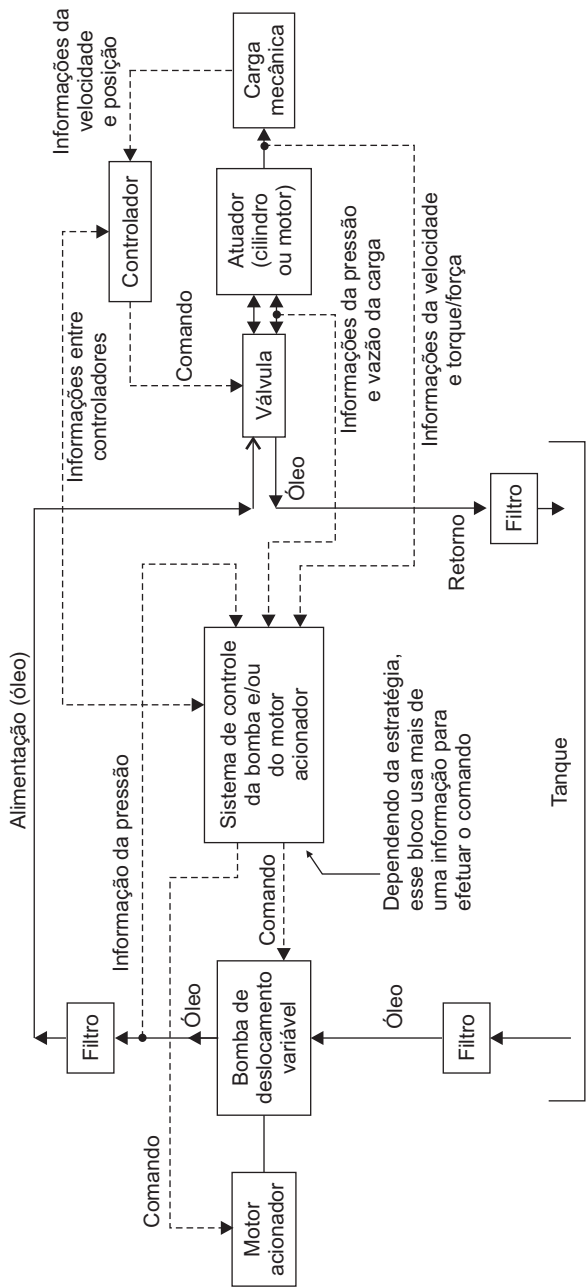 Alimentação (óleo)
Informações entre
controladores
Informações da
velocidade
e posição
Controlador
Comando
Informação da pressão
Filtro
Óleo
Comando
Motor
acionador
Bomba de
deslocamento
variável
Comando
Sistema de controle
da bomba e/ou
do motor
acionador
Válvula
Atuador
(cilindro
ou motor)
Carga
mecânica
Óleo
Informações da pressão
e vazão da carga
Informações da velocidade
e torque/força
Óleo
Filtro
Dependendo da estratégia,
esse bloco usa mais de
uma informação para
efetuar o comando
Retorno
Filtro
Tanque